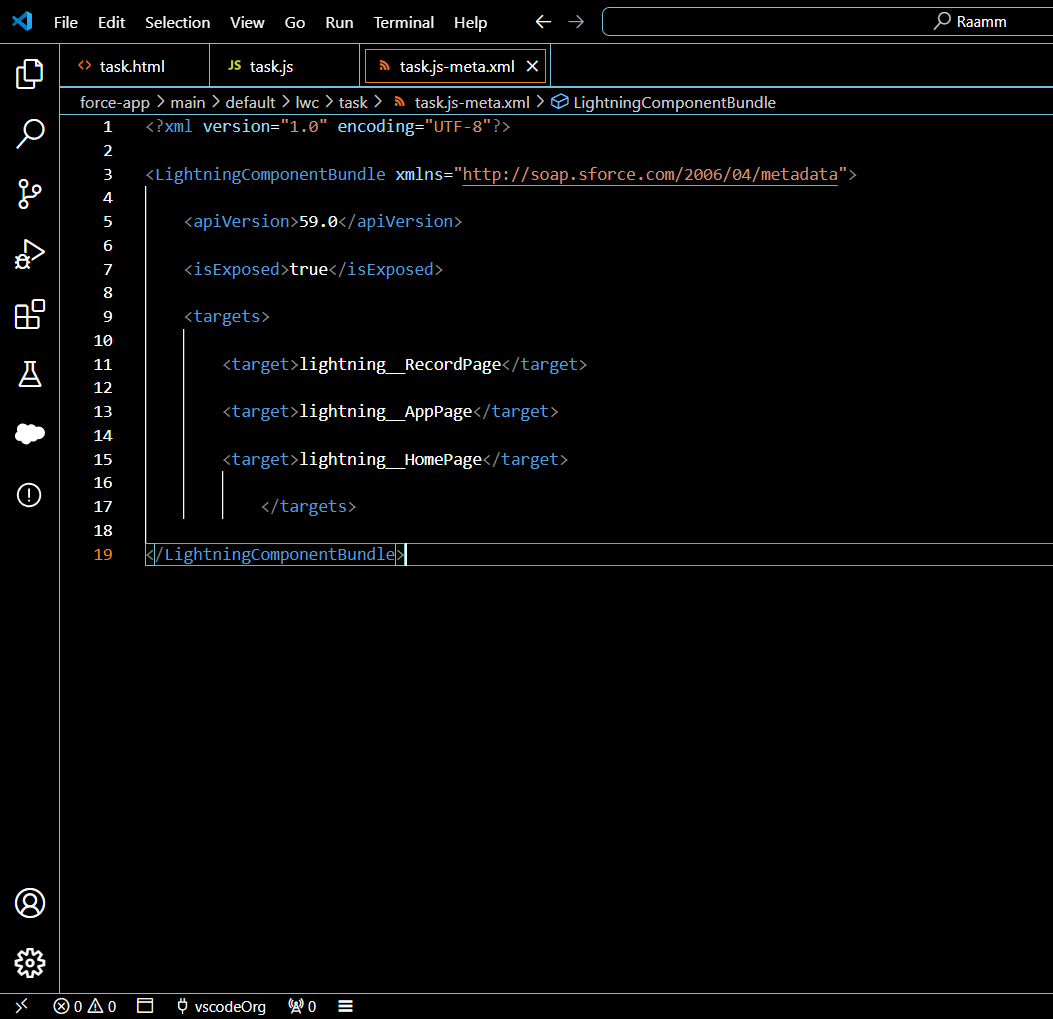 File Edit Selection View Go Run Terminal Help Raamm
task.html JS task.js task.js-meta.xml
force-app > main > default > lwc > task > task.js-meta.xml > LightningComponentBundle
1 <?xml version="1.0" encoding="UTF-8"?>
2
3 <LightningComponentBundle xmlns="http://soap.sforce.com/2006/04/metadata">
4
5 <apiVersion>59.0</apiVersion>
6
7 <isExposed>true</isExposed>
8
9 <targets>
10
11 <target>lightning__RecordPage</target>
12
13 <target>lightning__AppPage</target>
14
15 <target>lightning__HomePage</target>
16
17 </targets>
18
19 </LightningComponentBundle>
0 0 vscodeOrg 0